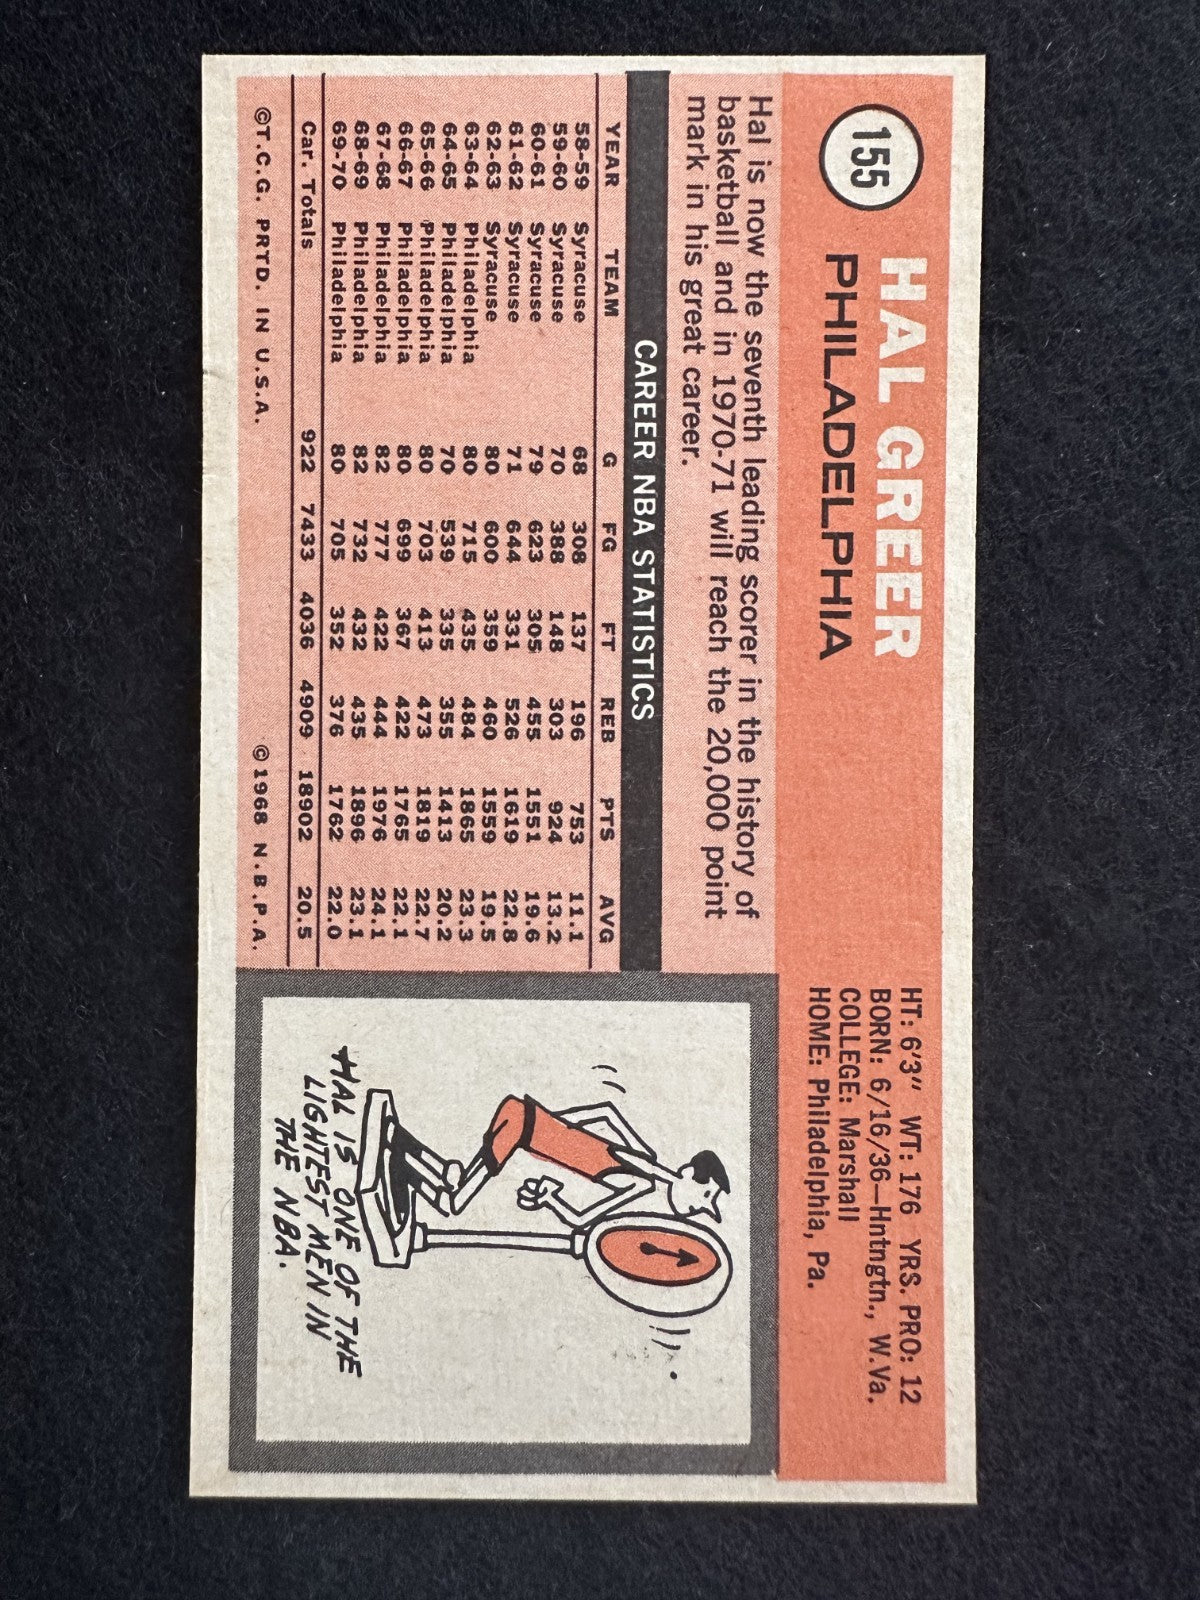 155
HAL GREER
PHILADELPHIA
HT: 6'3" WT: 176 YRS. PRO: 12
BORN: 6/16/36—Hntngtn., W.Va.
COLLEGE: Marshall
HOME: Philadelphia, Pa.
Hal is now the seventh leading scorer in the history of
basketball and in 1970-71 will reach the 20,000 point
mark in his great career.
CAREER NBA STATISTICS
YEAR TEAM G FG FT REB PTS AVG
58-59 Syracuse 68 308 137 196 753 11.1
59-60 Syracuse 70 388 148 303 924 13.2
60-61 Syracuse 79 623 305 455 1551 19.6
61-62 Syracuse 71 644 331 526 1619 22.8
62-63 Syracuse 80 600 359 460 1559 19.5
63-64 Philadelphia 80 715 435 484 1865 23.3
64-65 Philadelphia 70 539 335 355 1413 20.2
65-66 Philadelphia 80 703 413 473 1819 22.7
66-67 Philadelphia 80 699 367 422 1765 22.1
67-68 Philadelphia 82 777 422 444 1976 24.1
68-69 Philadelphia 82 732 432 435 1896 23.1
69-70 Philadelphia 80 705 352 376 1762 22.0
Car. Totals 922 7433 4036 4909 18902 20.5
©T.C.G. PRTD. IN U.S.A. ©1968 N.B.P.A.
HAL IS ONE OF THE
LIGHTEST MEN IN
THE NBA.